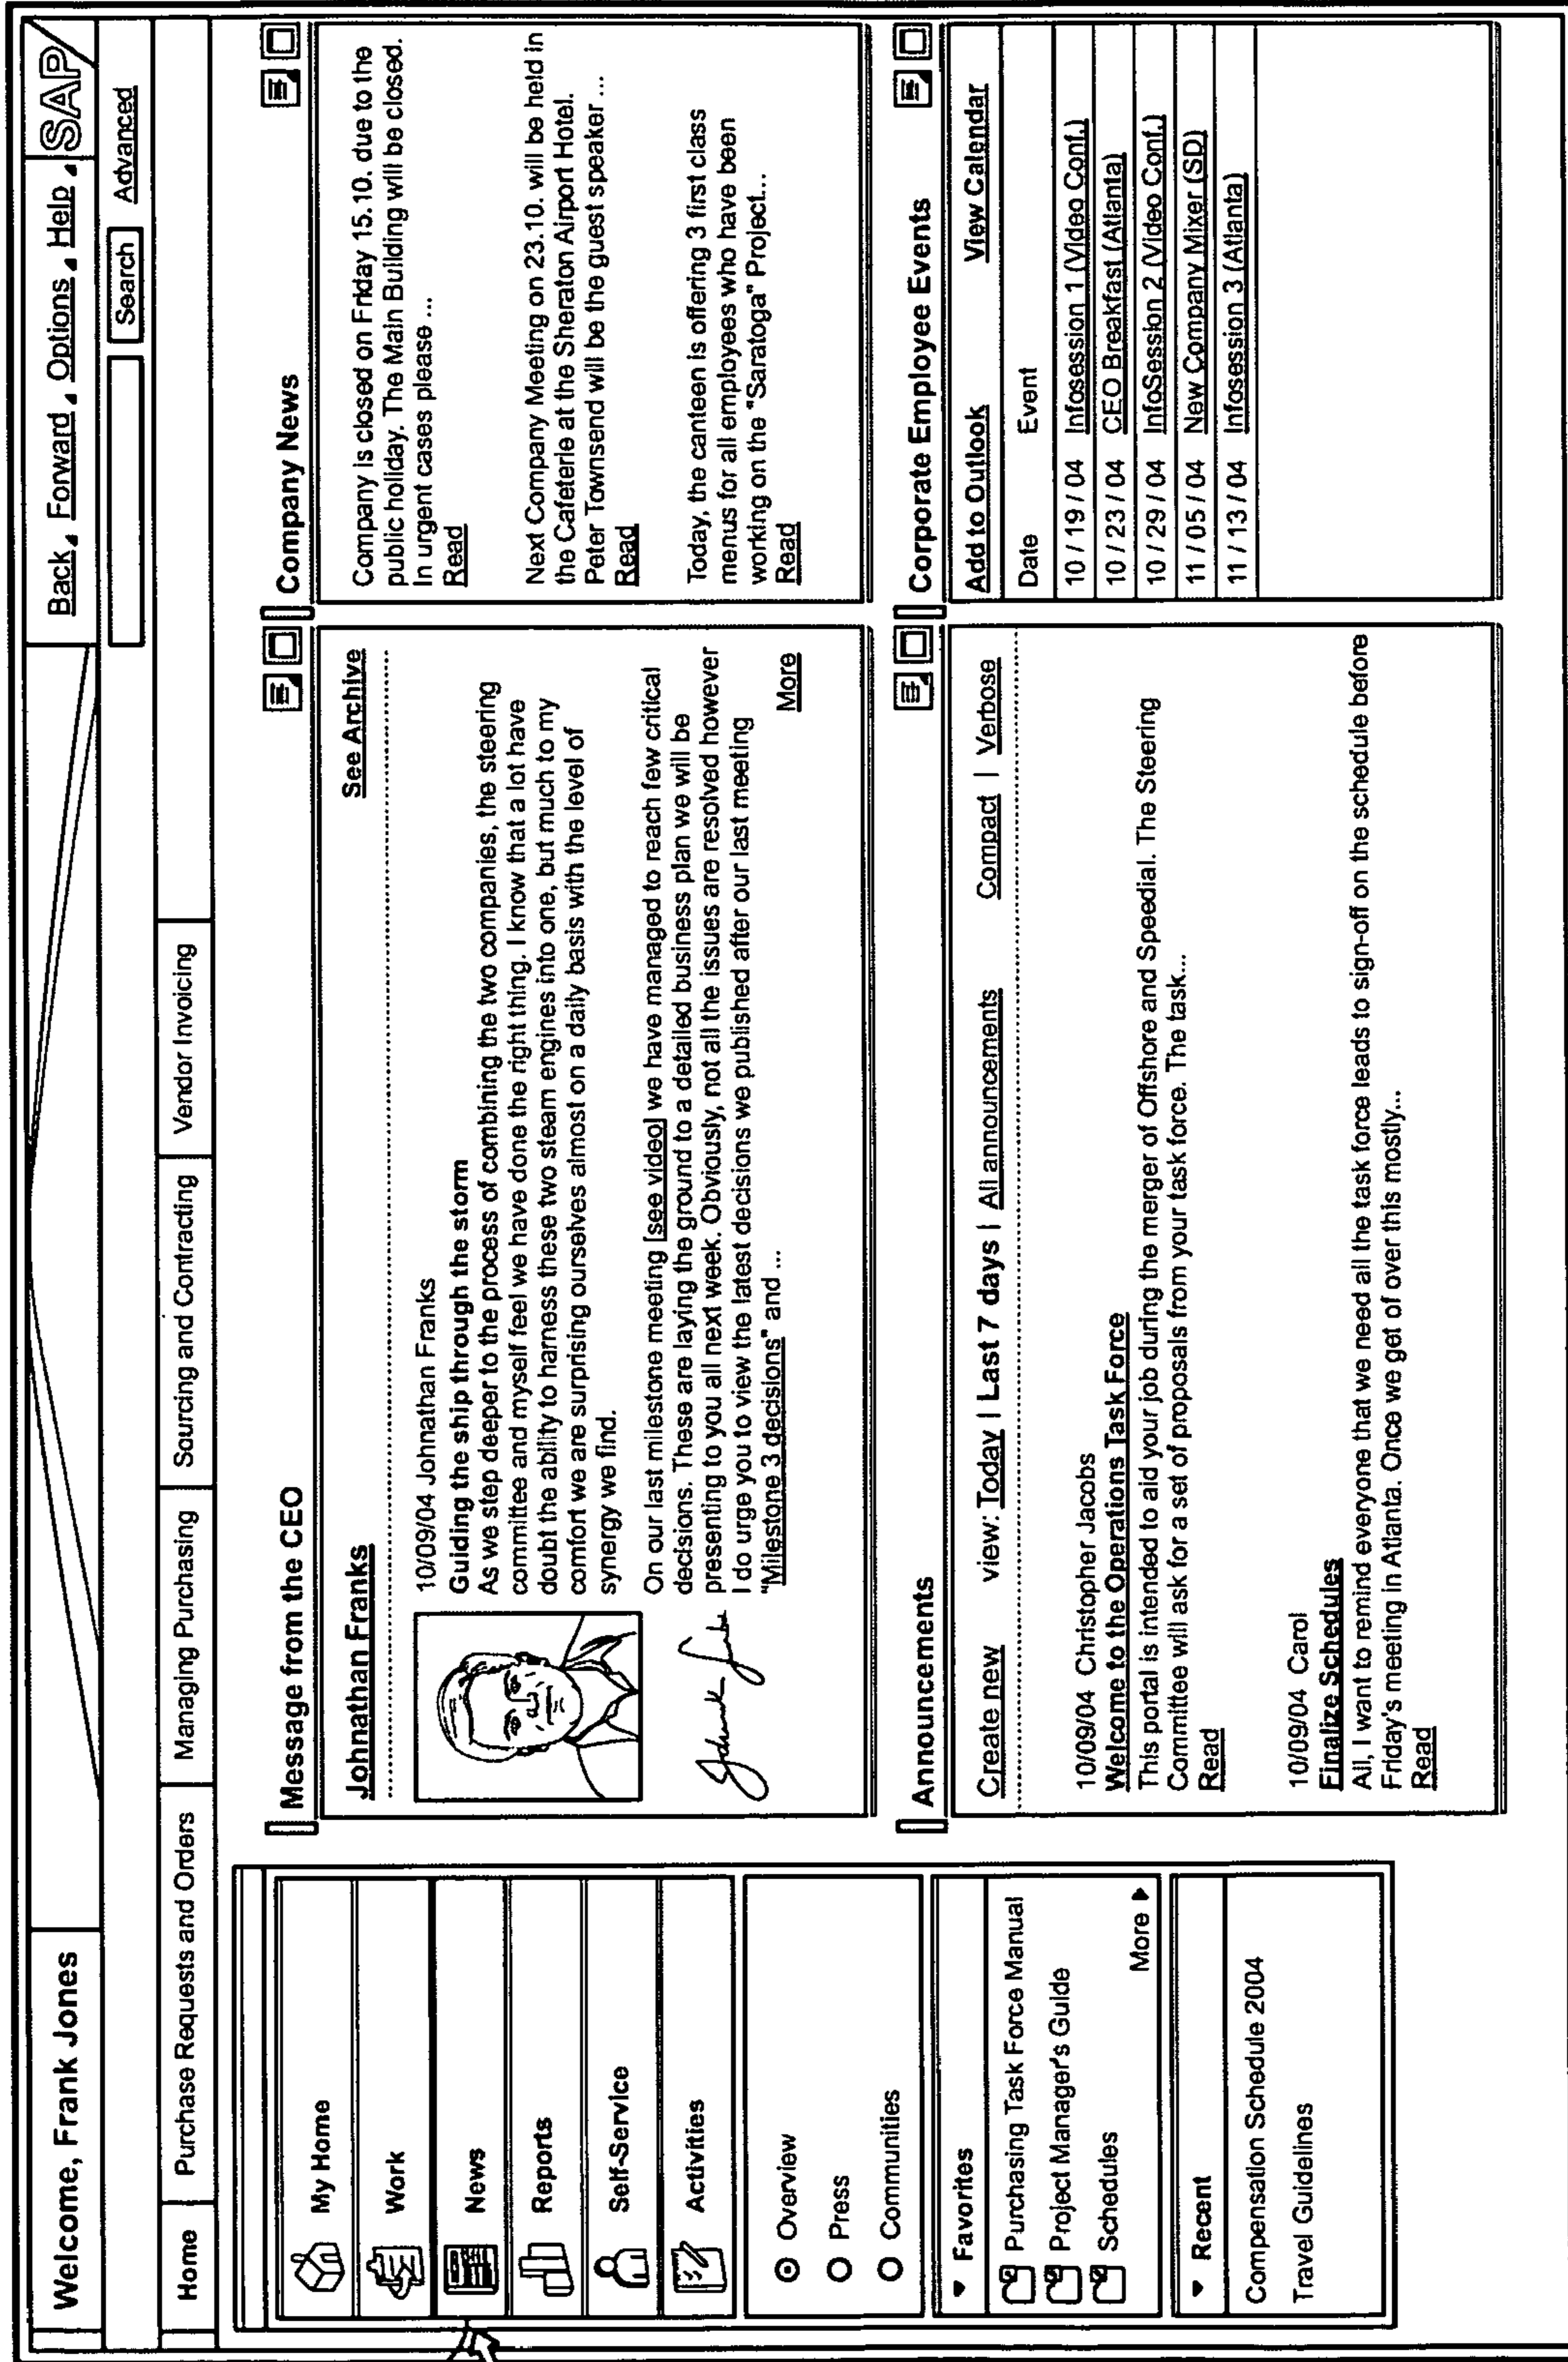 Welcome, Frank Jones
Back Forward Options Help SAP
Search Advanced
Home Purchase Requests and Orders Managing Purchasing Sourcing and Contracting Vendor Invoicing
My Home
Work
News
Reports
Self-Service
Activities
Overview
Press
Communities
Favorites
Purchasing Task Force Manual
Project Manager's Guide
Schedules
More
Recent
Compensation Schedule 2004
Travel Guidelines
Message from the CEO
Johnathan Franks See Archive
10/09/04 Johnathan Franks
Guiding the ship through the storm
As we step deeper to the process of combining the two companies, the steering
committee and myself feel we have done the right thing. I know that a lot have
doubt the ability to harness these two steam engines into one, but much to my
comfort we are surprising ourselves almost on a daily basis with the level of
synergy we find.
On our last milestone meeting [see video] we have managed to reach few critical
decisions. These are laying the ground to a detailed business plan we will be
presenting to you all next week. Obviously, not all the issues are resolved however
I do urge you to view the latest decisions we published after our last meeting
"Milestone 3 decisions" and ...
More
Company News
Company is closed on Friday 15.10. due to the
public holiday. The Main Building will be closed.
In urgent cases please ...
Read
Next Company Meeting on 23.10. will be held in
the Cafeterie at the Sheraton Airport Hotel.
Peter Townsend will be the guest speaker ...
Read
Today, the canteen is offering 3 first class
menus for all employees who have been
working on the "Saratoga" Project...
Read
Announcements
Create new view: Today | Last 7 days | All announcements Compact | Verbose
10/09/04 Christopher Jacobs
Welcome to the Operations Task Force
This portal is intended to aid your job during the merger of Offshore and Speedial. The Steering
Committee will ask for a set of proposals from your task force. The task...
Read
10/09/04 Carol
Finalize Schedules
All, I want to remind everyone that we need all the task force leads to sign-off on the schedule before
Friday's meeting in Atlanta. Once we get of over this mostly...
Read
Corporate Employee Events
Add to Outlook View Calendar
Date Event
10 / 19 / 04 Infosession 1 (Video Conf.)
10 / 23 / 04 CEO Breakfast (Atlanta)
10 / 29 / 04 InfoSession 2 (Video Conf.)
11 / 05 / 04 New Company Mixer (SD)
11 / 13 / 04 Infosession 3 (Atlanta)